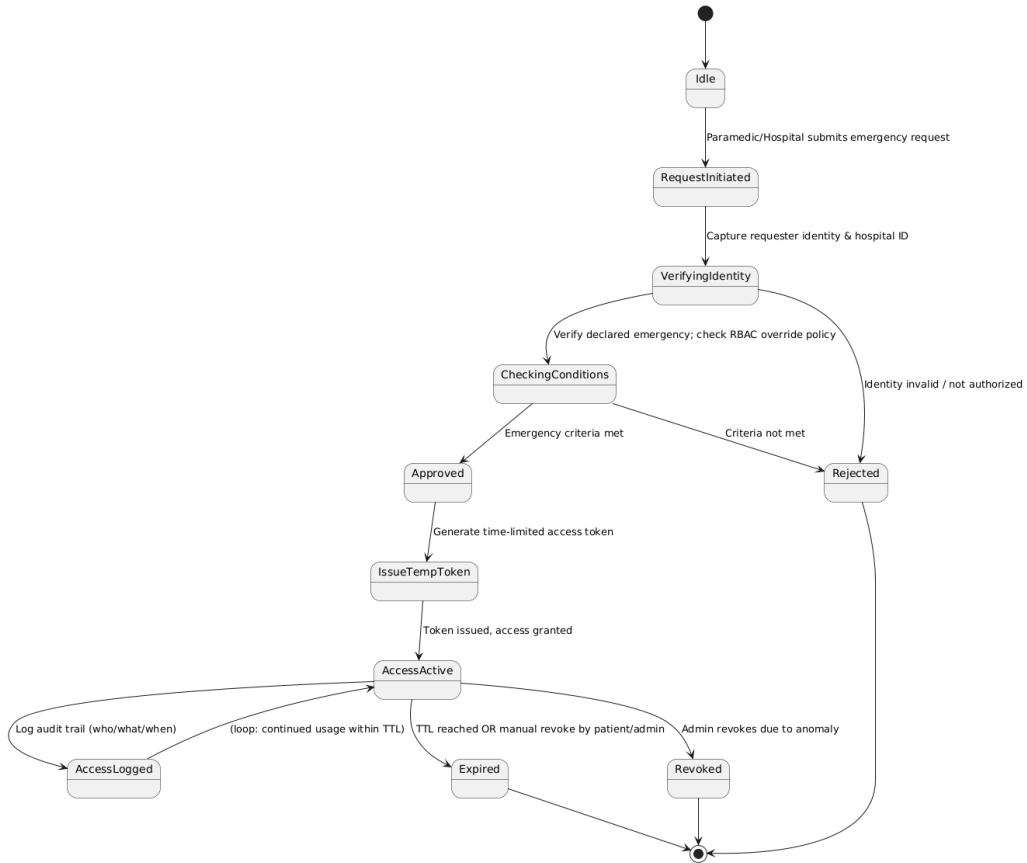 Idle
Paramedic/Hospital submits emergency request
RequestInitiated
Capture requester identity & hospital ID
VerifyingIdentity
Verify declared emergency; check RBAC override policy
CheckingConditions
Identity invalid / not authorized
Emergency criteria met
Criteria not met
Approved
Rejected
Generate time-limited access token
IssueTempToken
Token issued, access granted
AccessActive
Log audit trail (who/what/when)
(loop: continued usage within TTL)
TTL reached OR manual revoke by patient/admin
Admin revokes due to anomaly
AccessLogged
Expired
Revoked